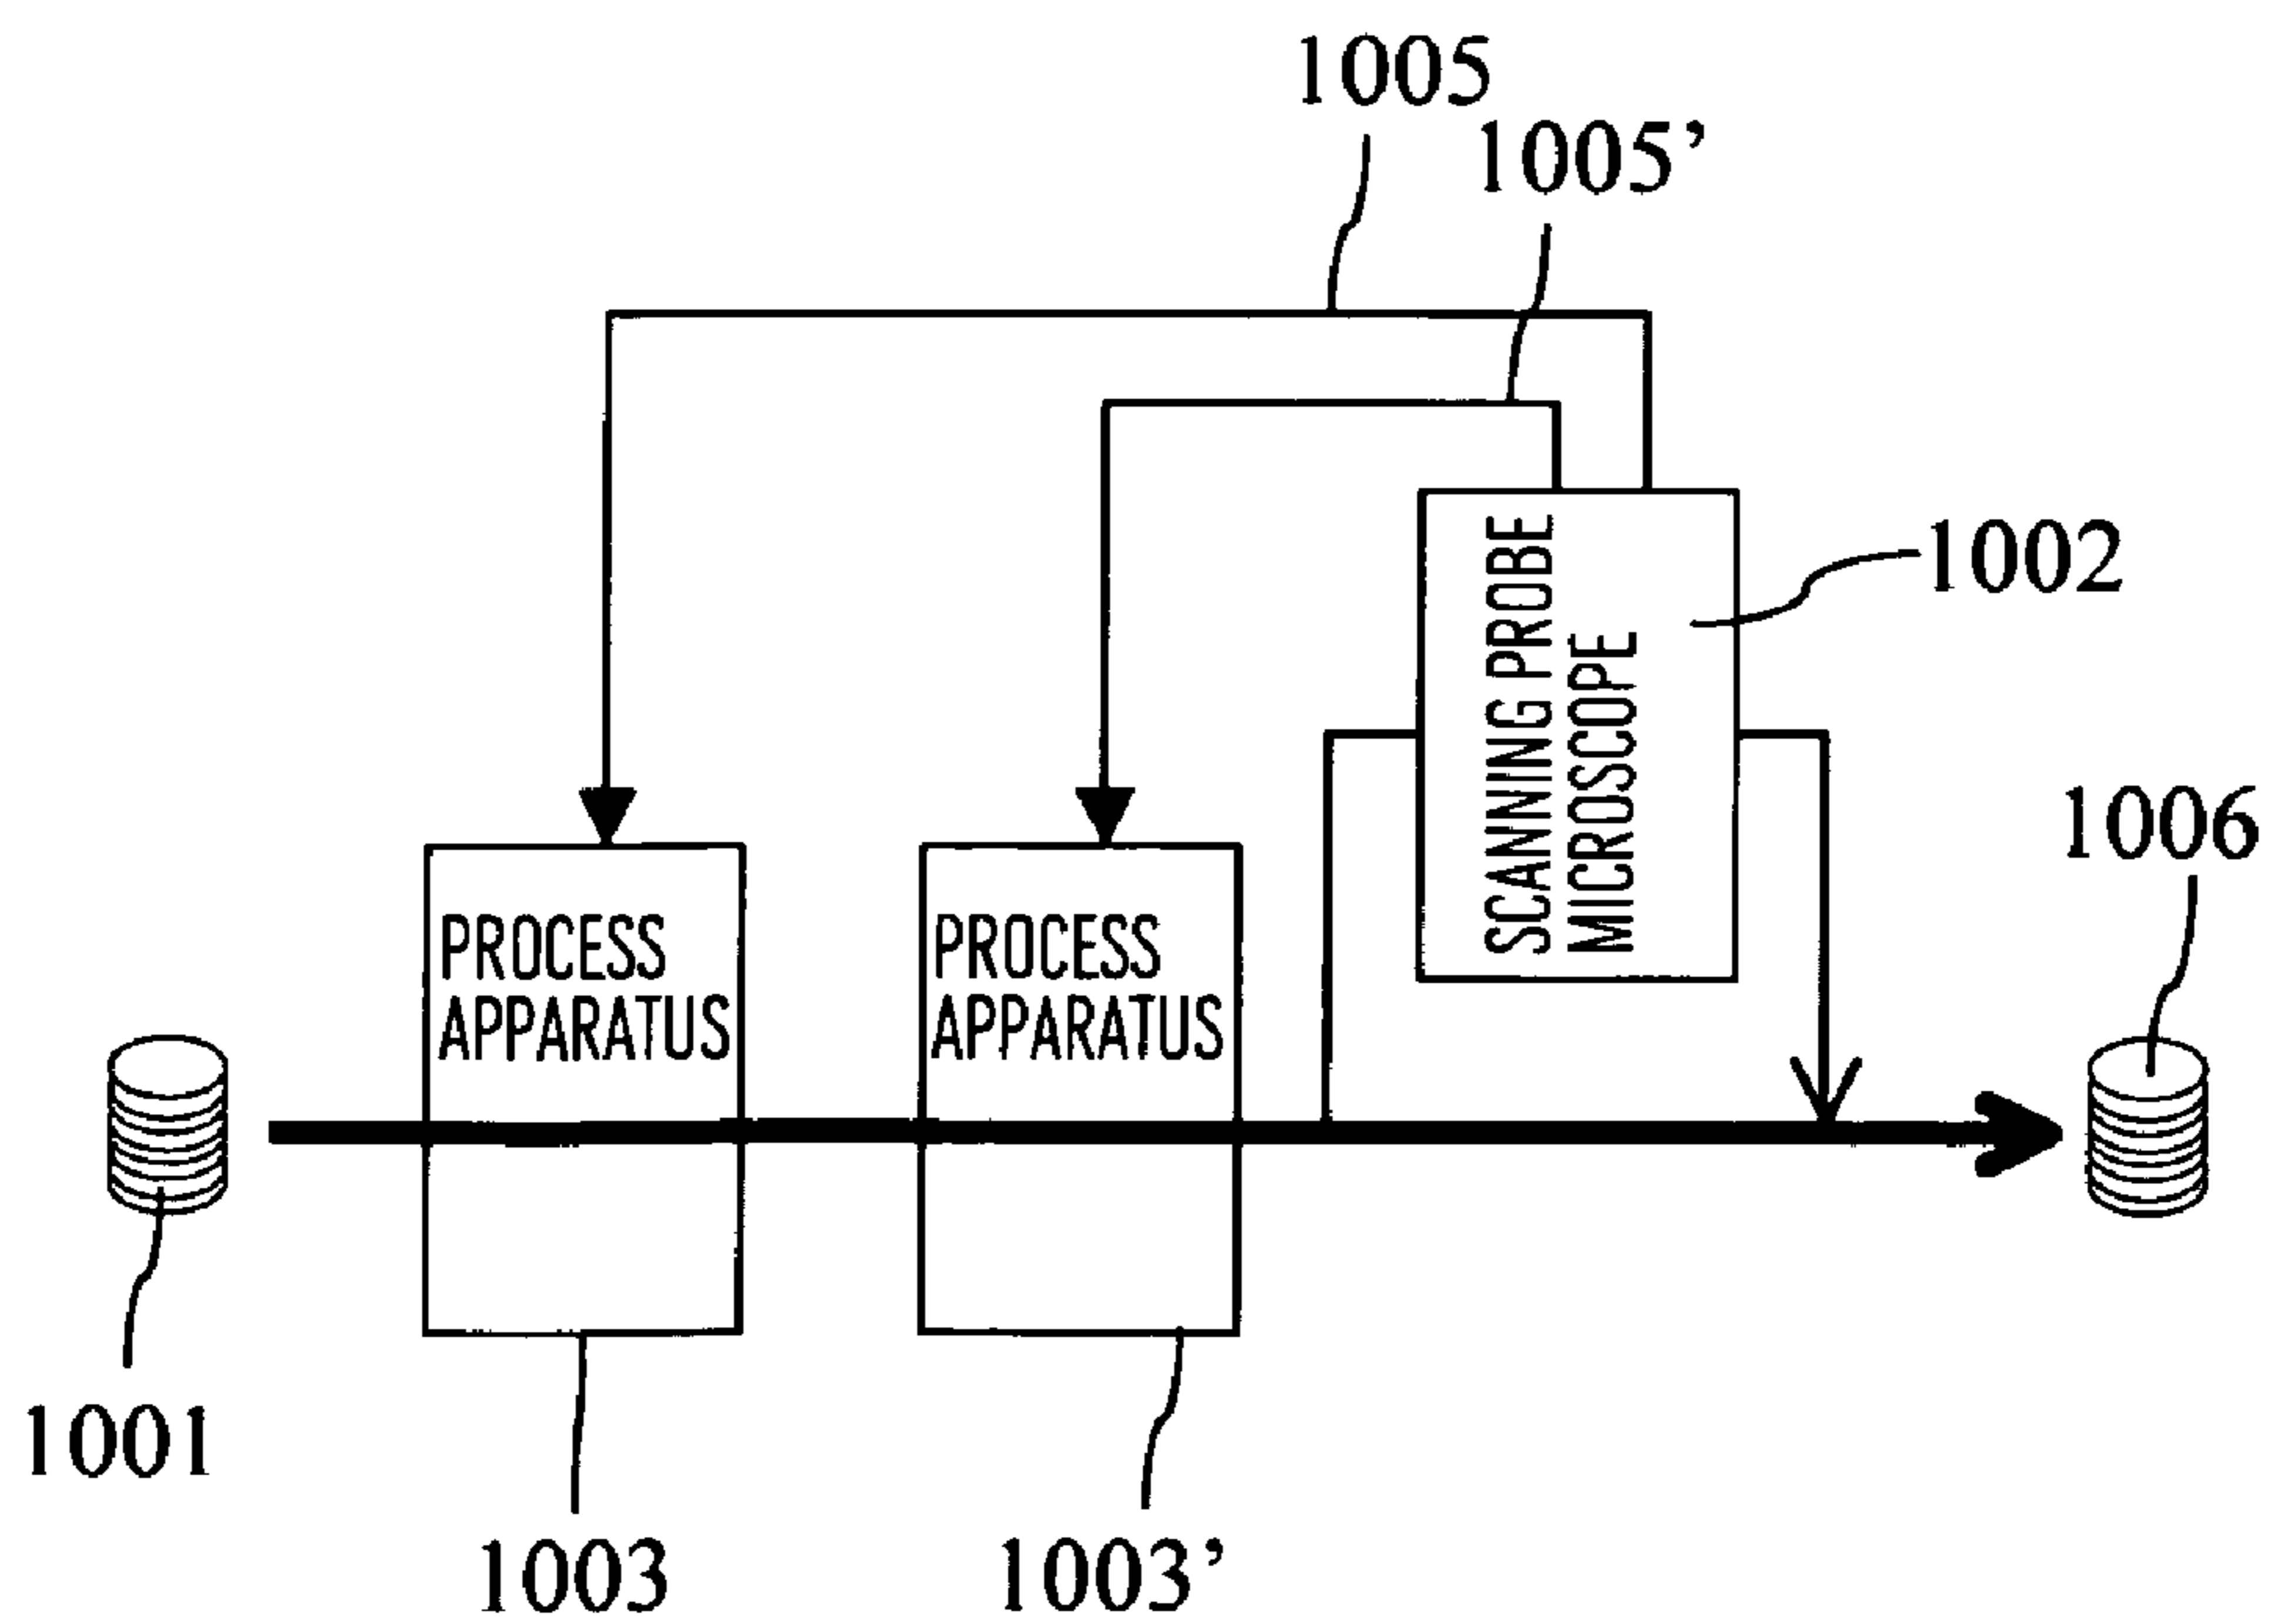 1005
1005’
1002
SCANNING PROBE
MICROSCOPE
1006
PROCESS
APPARATUS
PROCESS
APPARATUS
1001
1003
1003’